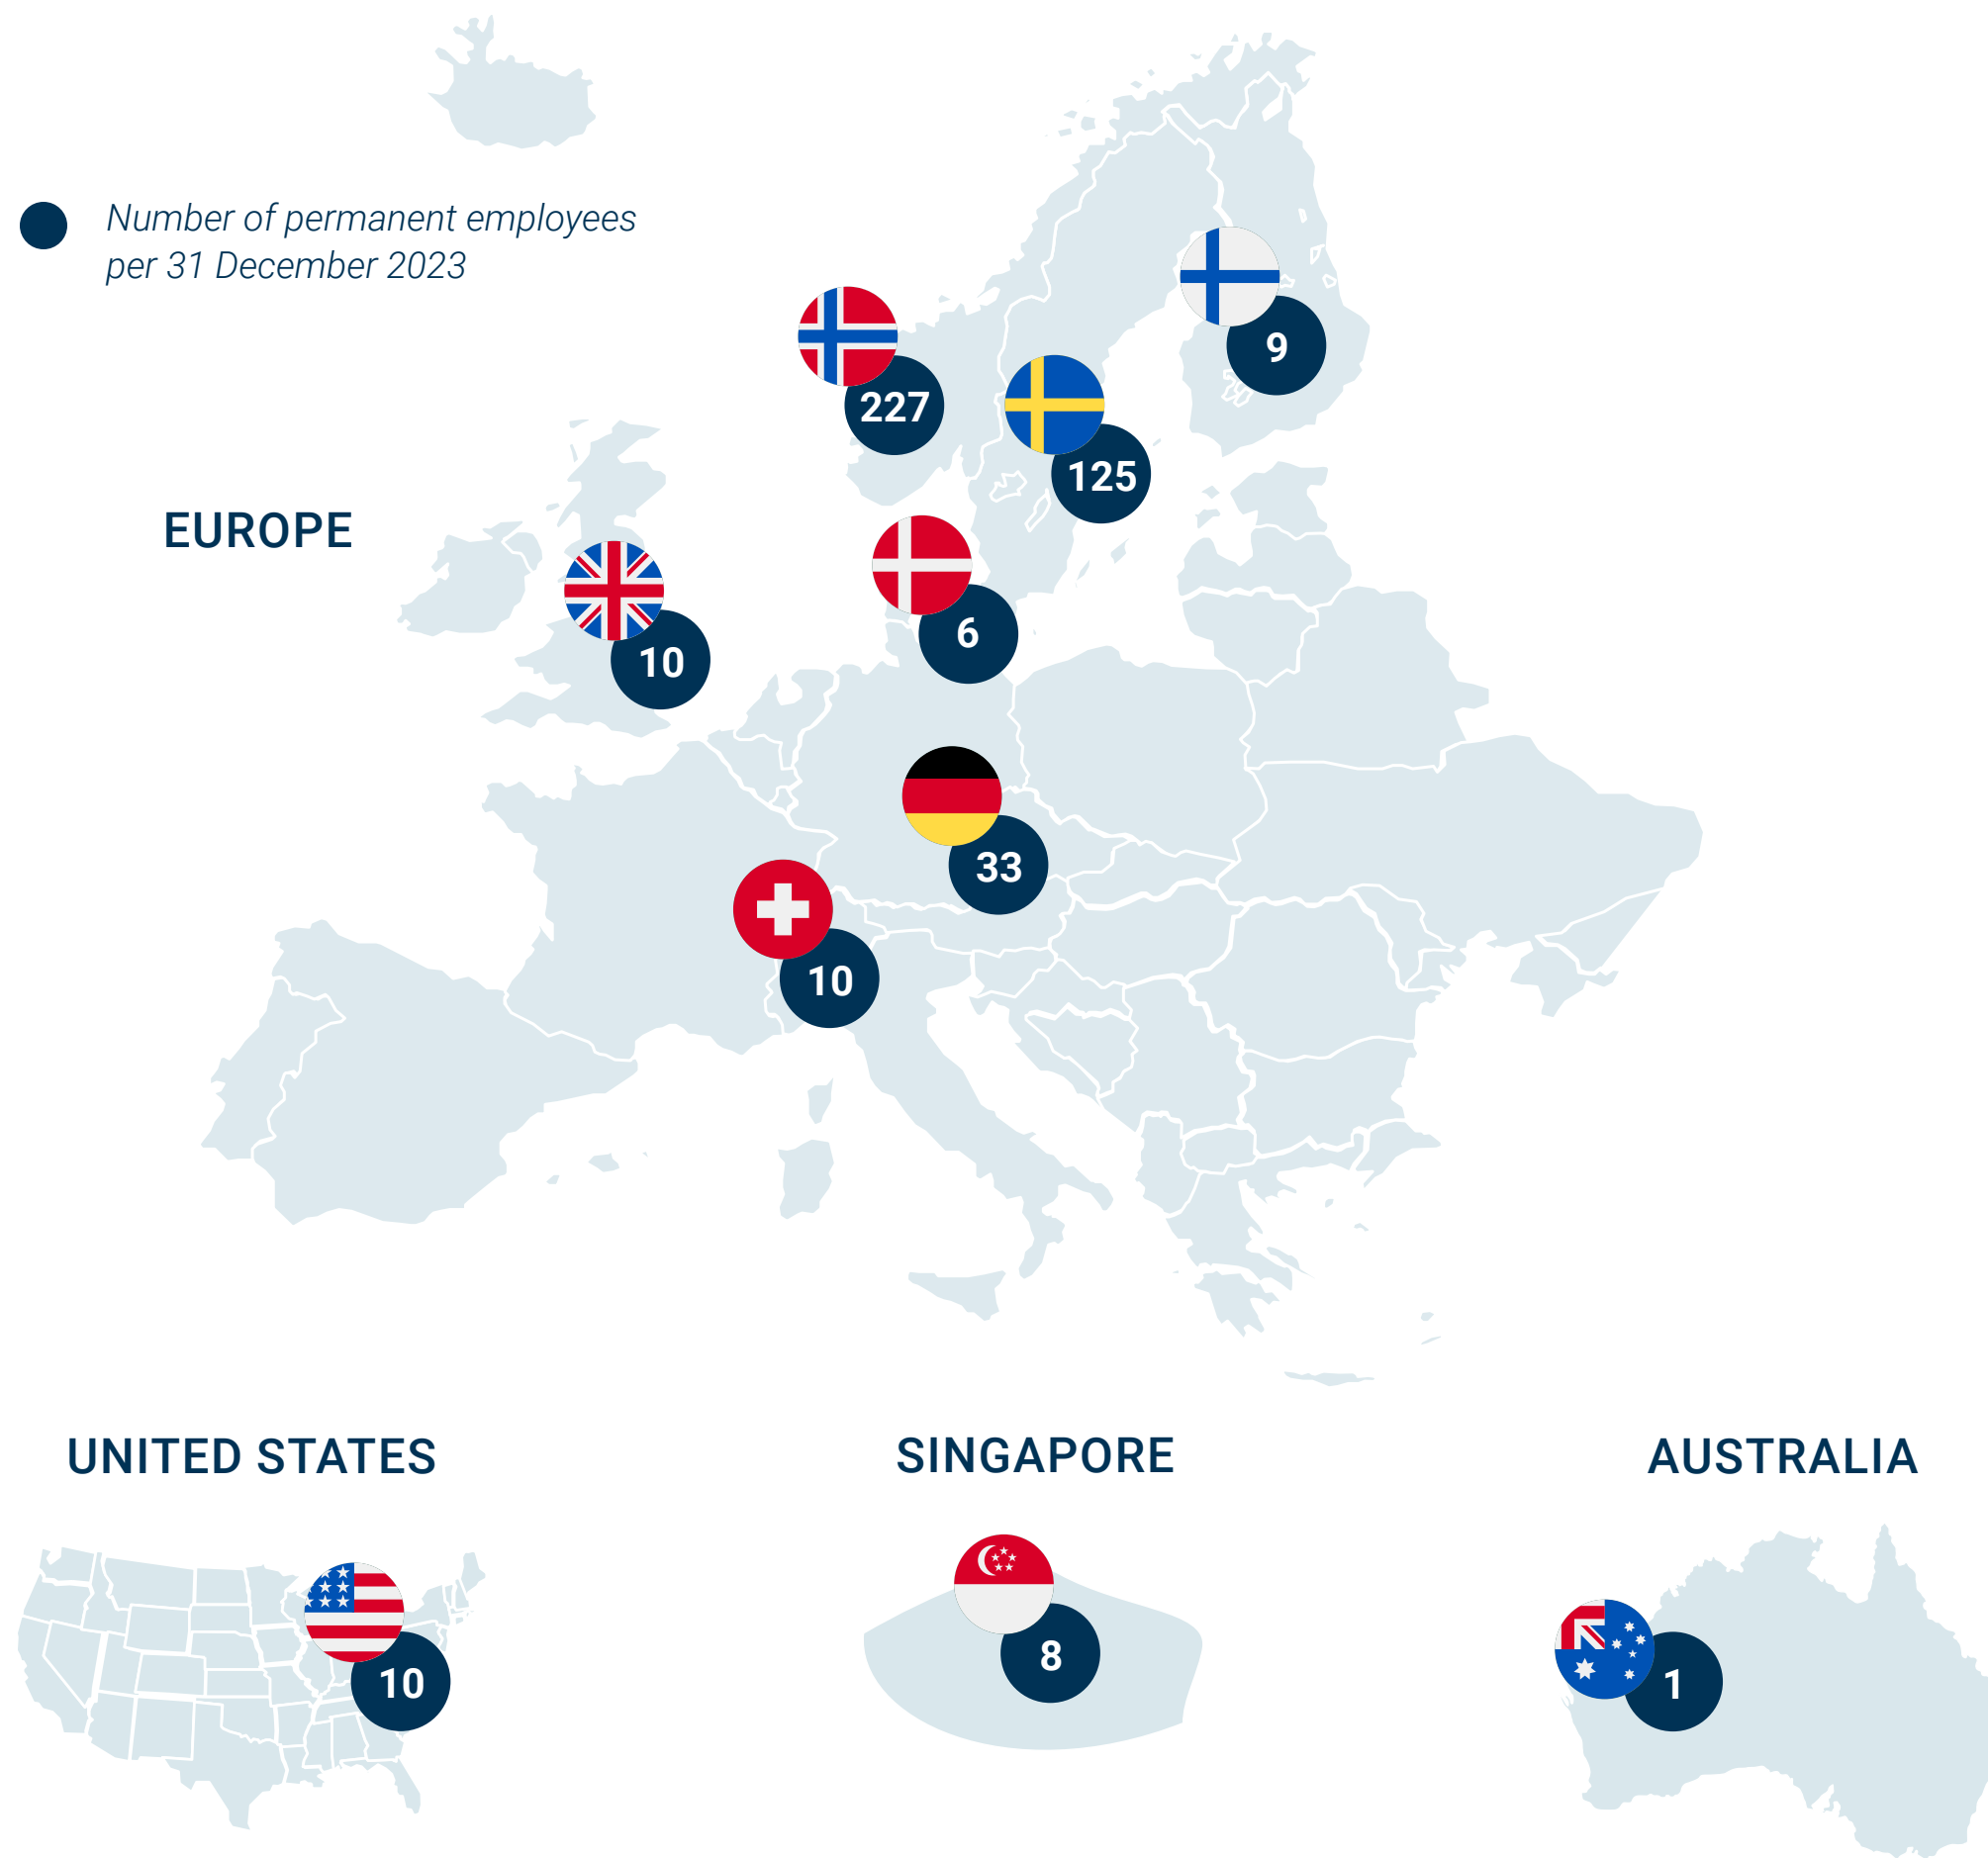 Number of permanent employees
per 31 December 2023
9
227
125
EUROPE
6
10
33
10
UNITED STATES
SINGAPORE
AUSTRALIA
10
8
1